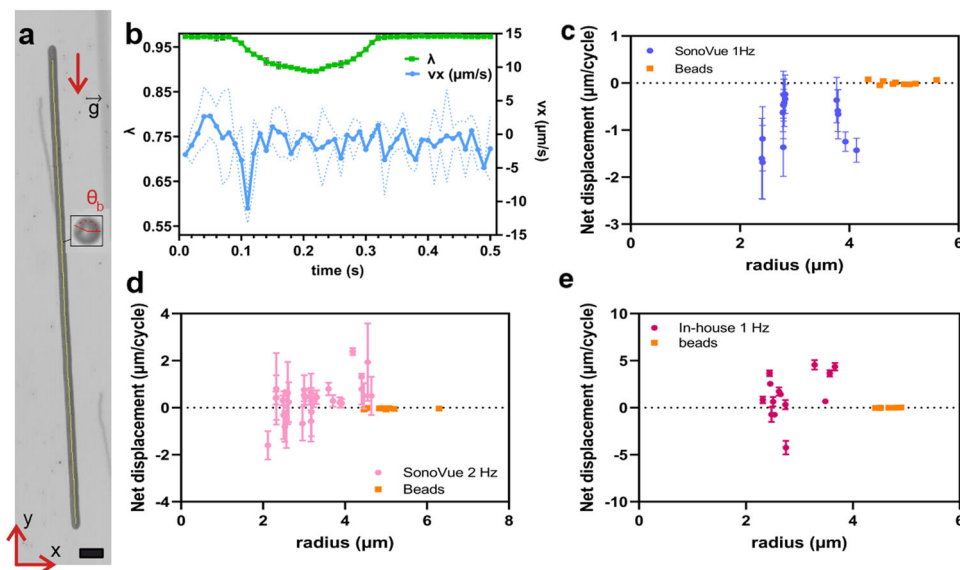 a
x
g
θb
y
x
b
0.95
0.85
0.75
0.65
0.55
λ
λ
vx (µm/s)
15
10
5
0
-5
-10
-15
vx (µm/s)
0.0
0.1
0.2
0.3
0.4
0.5
time (s)
c
SonoVue 1Hz
Beads
1
0
-1
-2
-3
Net displacement (µm/cycle)
0
2
4
6
radius (µm)
d
4
2
0
-2
-4
Net displacement (µm/cycle)
SonoVue 2 Hz
Beads
0
2
4
6
8
radius (µm)
e
In-house 1 Hz
beads
10
5
0
-5
-10
Net displacement (µm/cycle)
0
2
4
6
radius (µm)